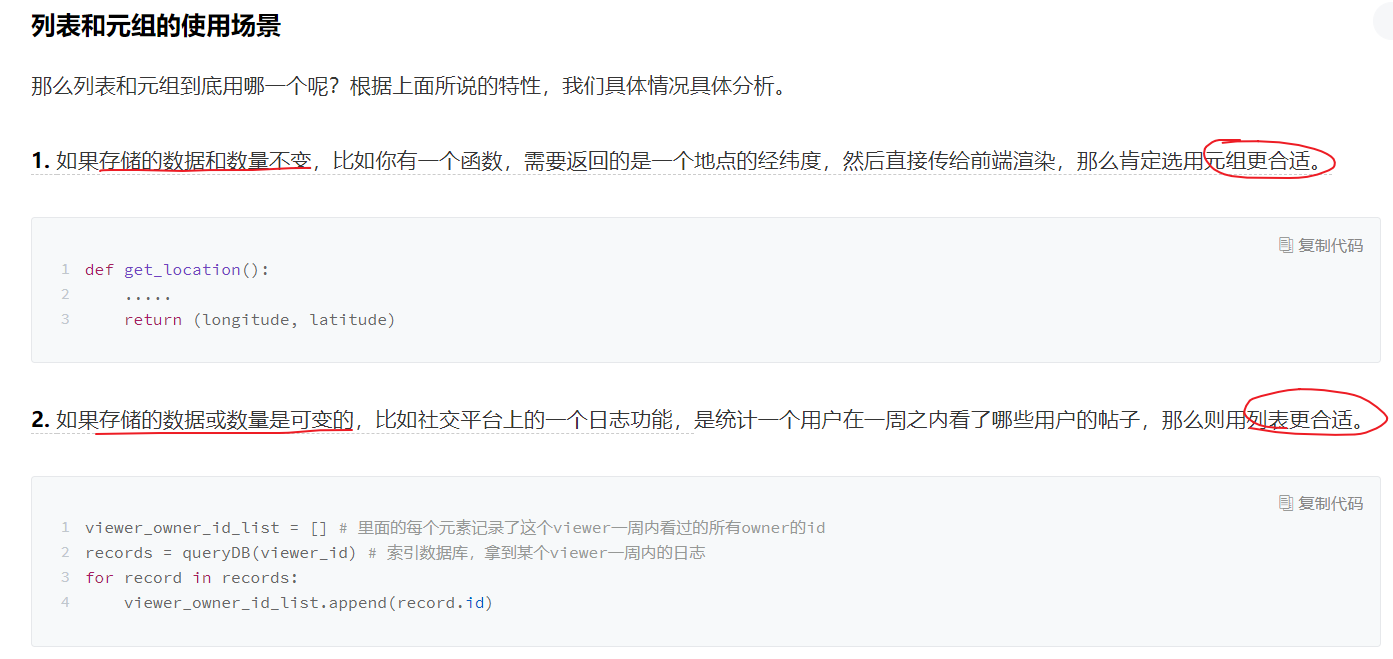 列表和元组的使用场景
那么列表和元组到底用哪一个呢？根据上面所说的特性，我们具体情况具体分析。
1. 如果存储的数据和数量不变，比如你有一个函数，需要返回的是一个地点的经纬度，然后直接传给前端渲染，那么肯定选用元组更合适。
复制代码
1 def get_location():
2     .....
3     return (longitude, latitude)
2. 如果存储的数据或数量是可变的，比如社交平台上的一个日志功能，是统计一个用户在一周之内看了哪些用户的帖子，那么则用列表更合适。
复制代码
1 viewer_owner_id_list = [] # 里面的每个元素记录了这个viewer一周内看过的所有owner的id
2 records = queryDB(viewer_id) # 索引数据库，拿到某个viewer一周内的日志
3 for record in records:
4     viewer_owner_id_list.append(record.id)